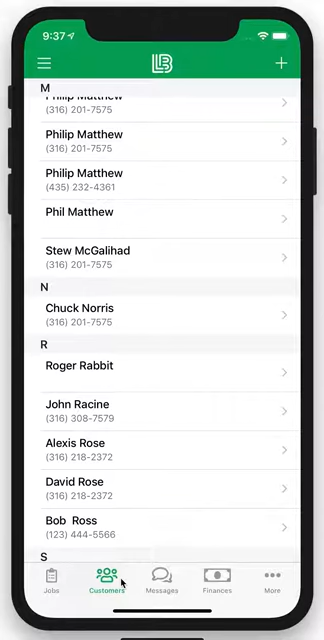 9:37
LB
M
Philip Matthew
(316) 201-7575
Philip Matthew
(316) 201-7575
Philip Matthew
(435) 232-4361
Phil Matthew
Stew McGalihad
(316) 201-7575
N
Chuck Norris
(316) 201-7575
R
Roger Rabbit
John Racine
(316) 308-7579
Alexis Rose
(316) 218-2372
David Rose
(316) 218-2372
Bob Ross
(123) 444-5566
S
Jobs Customers Messages Finances More